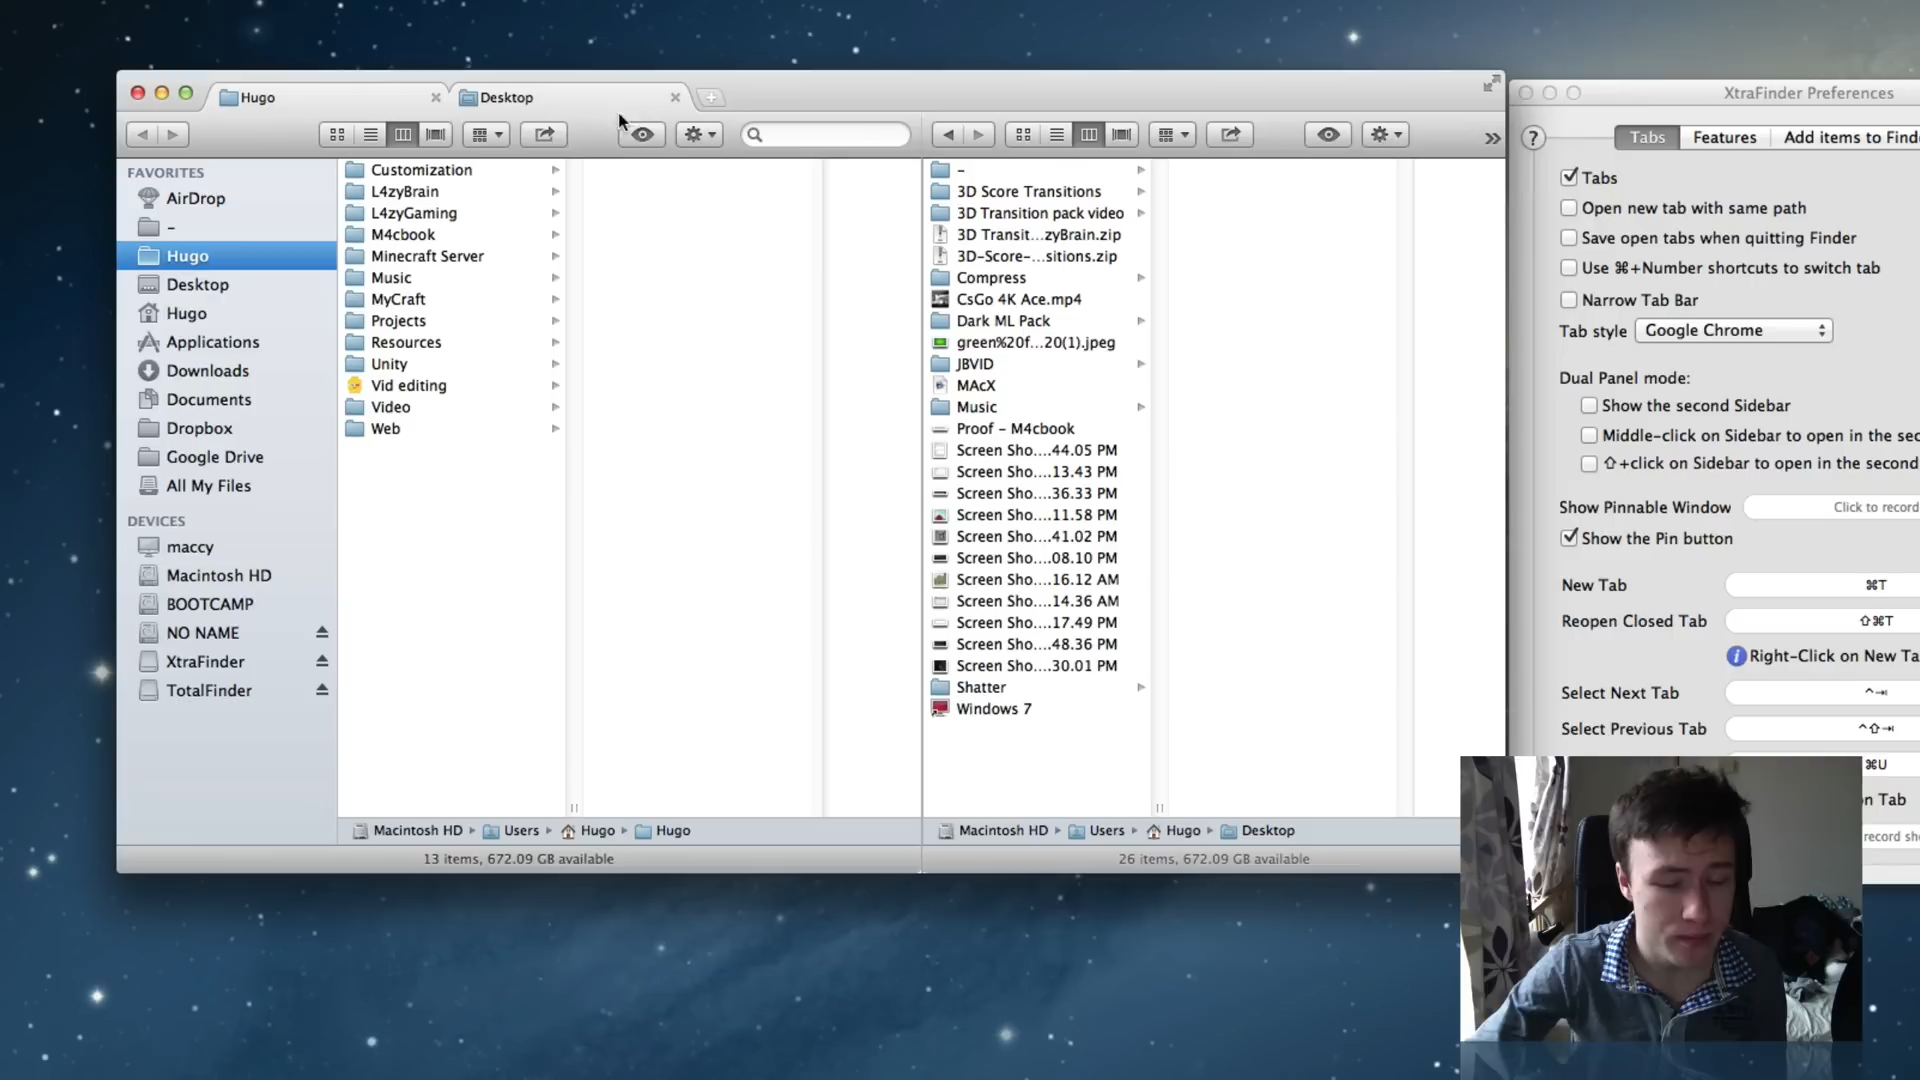 Hugo
Desktop
FAVORITES
AirDrop
-
Hugo
Desktop
Hugo
Applications
Downloads
Documents
Dropbox
Google Drive
All My Files
DEVICES
maccy
Macintosh HD
BOOTCAMP
NO NAME
XtraFinder
TotalFinder
Customization
L4zyBrain
L4zyGaming
M4cbook
Minecraft Server
Music
MyCraft
Projects
Resources
Unity
Vid editing
Video
Web
Macintosh HD Users Hugo Hugo
13 items, 672.09 GB available
-
3D Score Transitions
3D Transition pack video
3D Transit...zyBrain.zip
3D-Score-...sitions.zip
Compress
CsGo 4K Ace.mp4
Dark ML Pack
green%20f...20(1).jpeg
JBVID
MAcX
Music
Proof – M4cbook
Screen Sho....44.05 PM
Screen Sho....13.43 PM
Screen Sho....36.33 PM
Screen Sho....11.58 PM
Screen Sho....41.02 PM
Screen Sho....08.10 PM
Screen Sho....16.12 AM
Screen Sho....14.36 AM
Screen Sho....17.49 PM
Screen Sho....48.36 PM
Screen Sho....30.01 PM
Shatter
Windows 7
Macintosh HD Users Hugo Desktop
26 items, 672.09 GB available
XtraFinder Preferences
? Tabs Features Add items to Find
Tabs
Open new tab with same path
Save open tabs when quitting Finder
Use ⌘+Number shortcuts to switch tab
Narrow Tab Bar
Tab style Google Chrome
Dual Panel mode:
Show the second Sidebar
Middle-click on Sidebar to open in the sec
⇧+click on Sidebar to open in the second
Show Pinnable Window Click to record
Show the Pin button
New Tab ⌘T
Reopen Closed Tab ⇧⌘T
Right-Click on New Ta
Select Next Tab ^⇥
Select Previous Tab ^⇧⇥
⌘U
n Tab
record sh